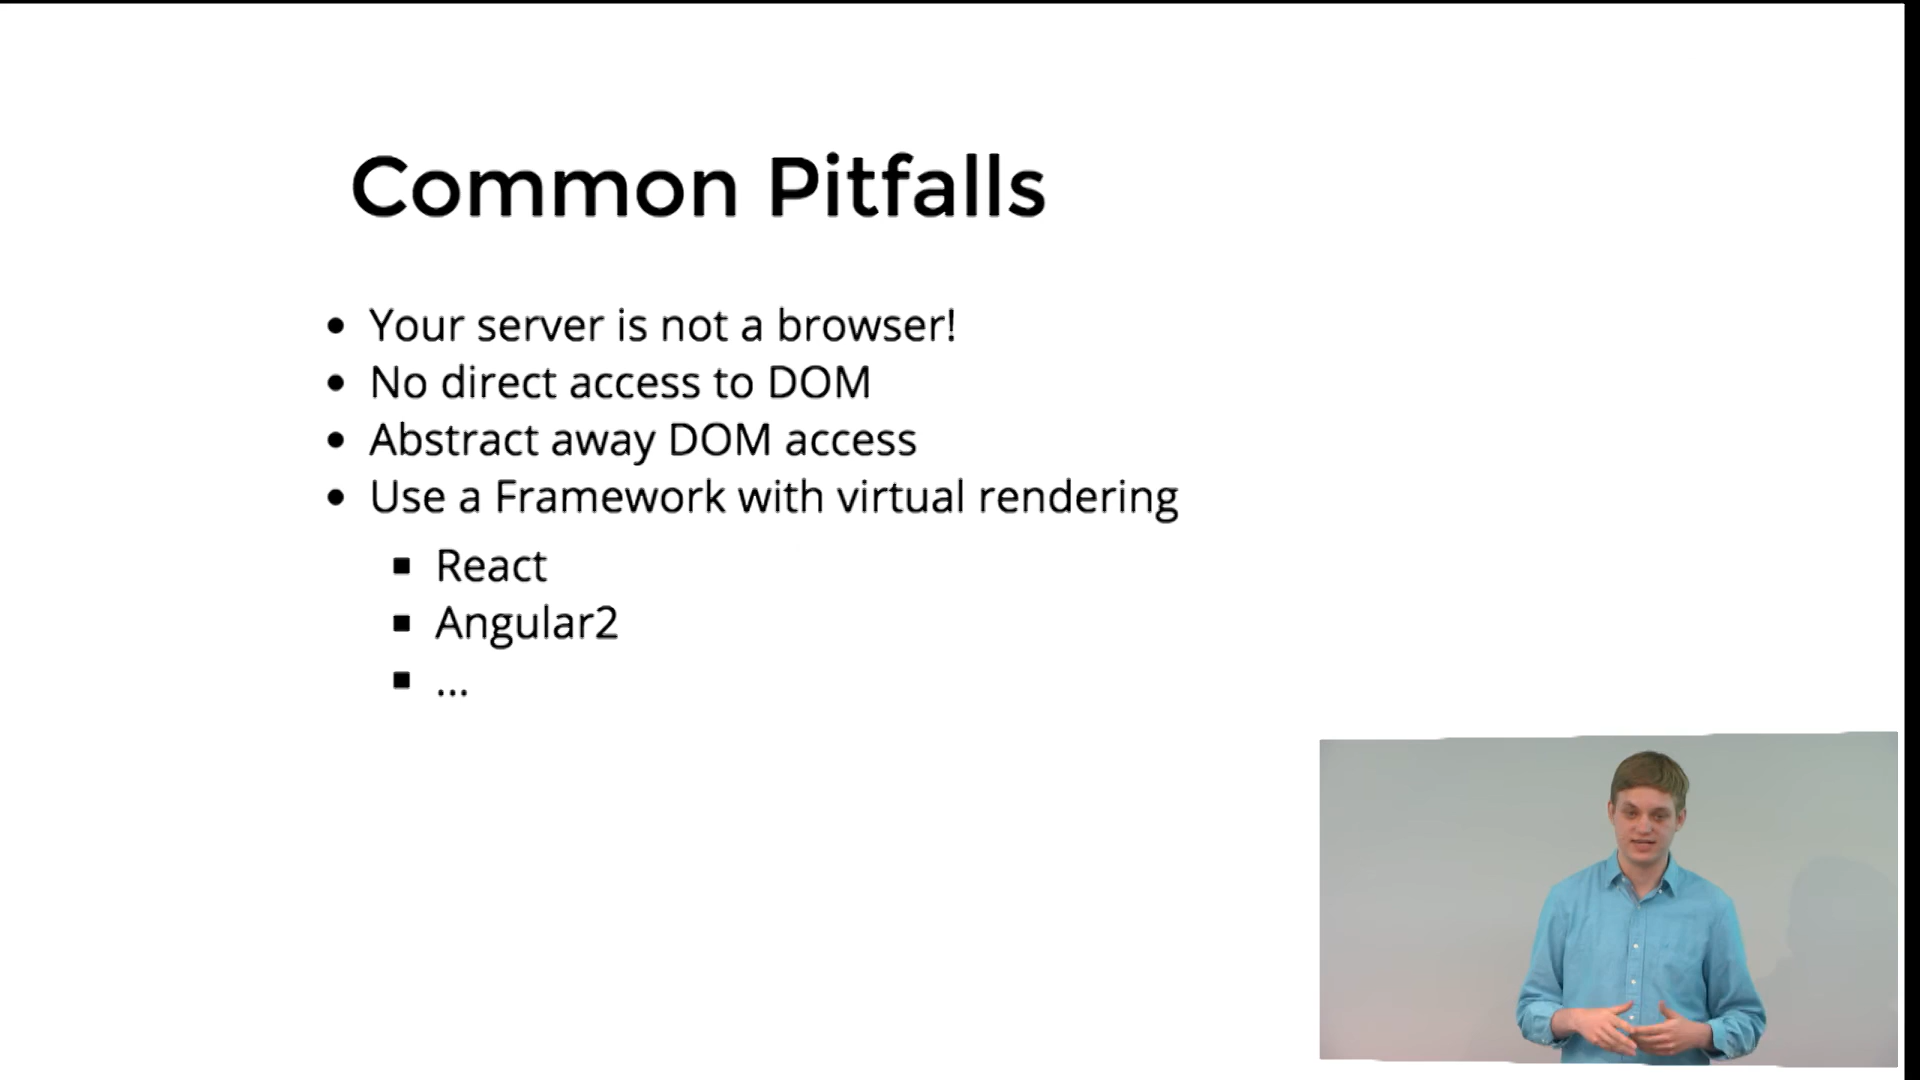 Common Pitfalls
Your server is not a browser!
No direct access to DOM
Abstract away DOM access
Use a Framework with virtual rendering
React
Angular2
...